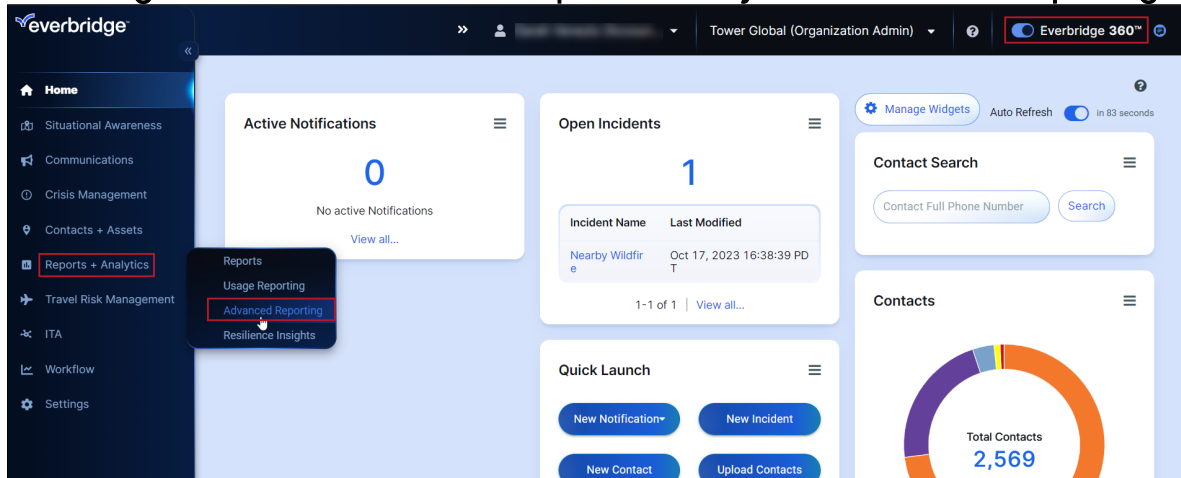 everbridge™
«
»
Tower Global (Organization Admin)
Everbridge 360™
Home
Situational Awareness
Communications
Crisis Management
Contacts + Assets
Reports + Analytics
Travel Risk Management
ITA
Workflow
Settings
Reports
Usage Reporting
Advanced Reporting
Resilience Insights
Active Notifications
0
No active Notifications
View all...
Open Incidents
1
Incident Name Last Modified
Nearby Wildfir Oct 17, 2023 16:38:39 PD
e T
1-1 of 1 | View all...
Quick Launch
New Notification
New Incident
New Contact
Upload Contacts
Manage Widgets
Auto Refresh
in 83 seconds
Contact Search
Contact Full Phone Number
Search
Contacts
Total Contacts
2,569